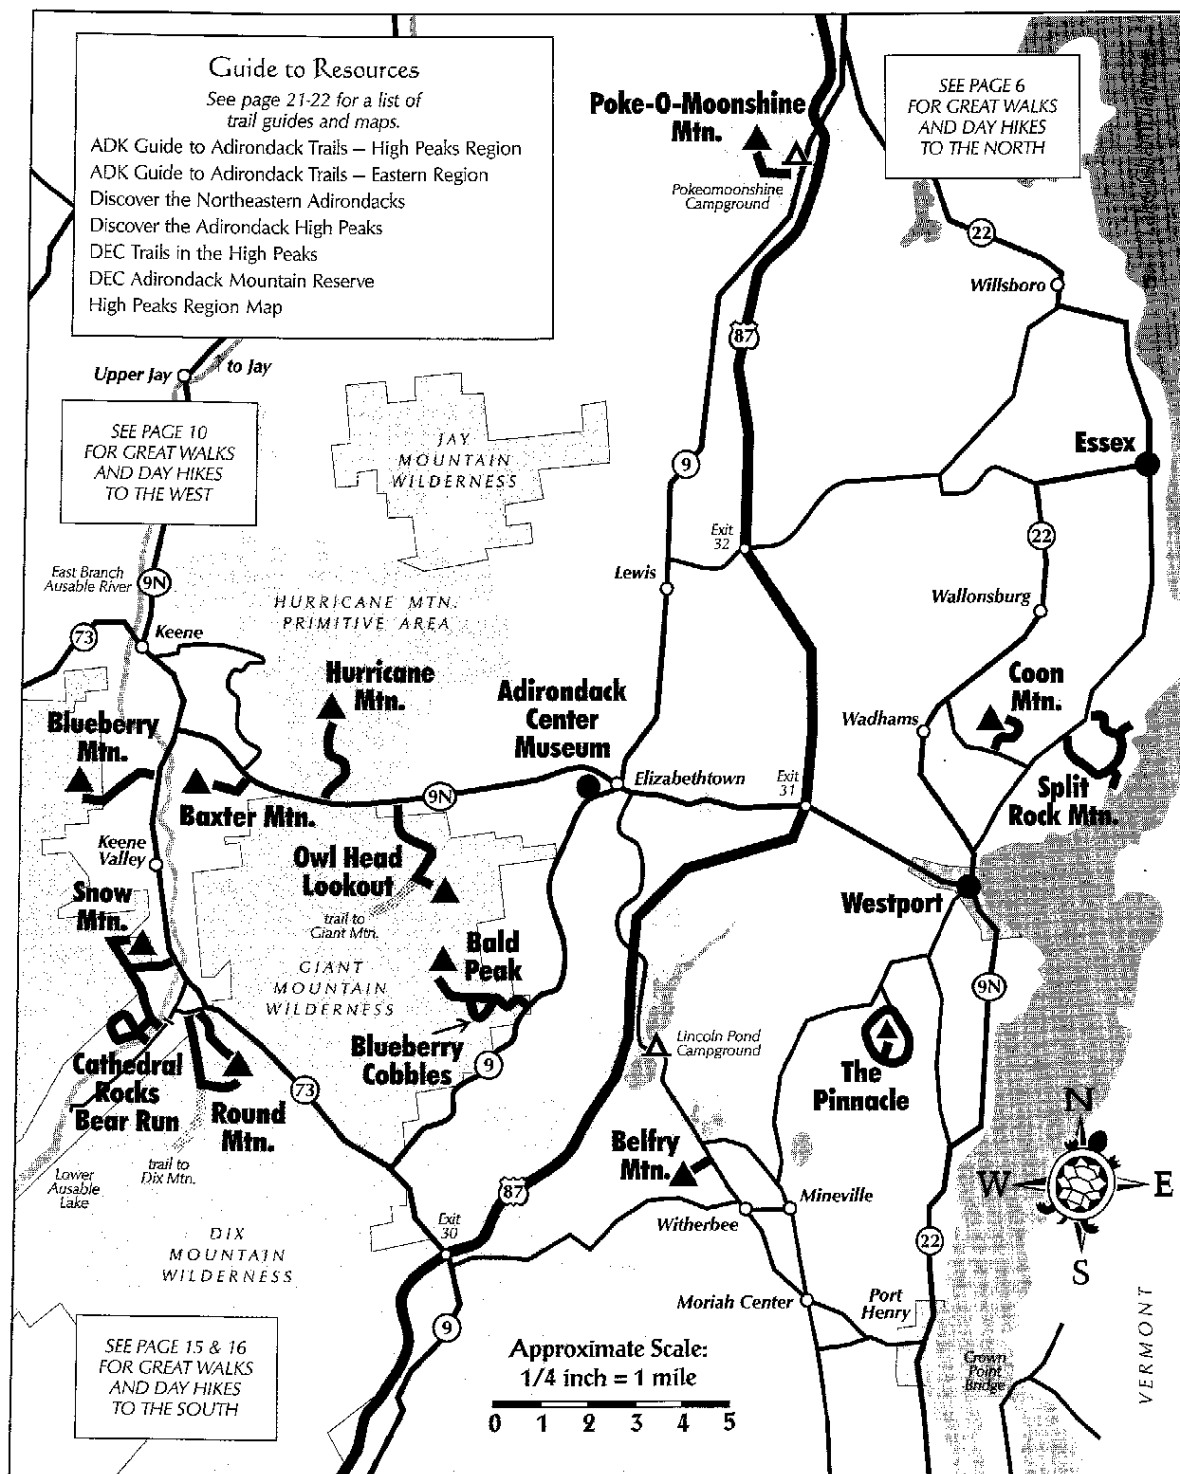 Guide to Resources
See page 21-22 for a list of
trail guides and maps.
ADK Guide to Adirondack Trails – High Peaks Region
ADK Guide to Adirondack Trails – Eastern Region
Discover the Northeastern Adirondacks
Discover the Adirondack High Peaks
DEC Trails in the High Peaks
DEC Adirondack Mountain Reserve
High Peaks Region Map
Poke-O-Moonshine
Mtn.
Pokeomoonshine
Campground
SEE PAGE 6
FOR GREAT WALKS
AND DAY HIKES
TO THE NORTH
Lake Champlain
22
Willsboro
87
Upper Jay
to Jay
SEE PAGE 10
FOR GREAT WALKS
AND DAY HIKES
TO THE WEST
JAY
MOUNTAIN
WILDERNESS
9
Essex
Exit
32
22
East Branch
Ausable River
9N
Lewis
HURRICANE MTN.
PRIMITIVE AREA
Wallonsburg
73
Keene
Hurricane
Mtn.
Adirondack
Center
Museum
Coon
Mtn.
Blueberry
Mtn.
Wadhams
Elizabethtown
Exit
31
Split
Rock Mtn.
9N
Baxter Mtn.
Keene
Valley
Owl Head
Lookout
Snow
Mtn.
trail to
Giant Mtn.
Westport
Bald
Peak
GIANT
MOUNTAIN
WILDERNESS
9N
Blueberry
Cobbles
Lincoln Pond
Campground
9
The
Pinnacle
Cathedral
Rocks
Bear Run
73
Round
Mtn.
N
Belfry
Mtn.
trail to
Dix Mtn.
Lower
Ausable
Lake
W
E
87
Mineville
Witherbee
Exit
30
22
DIX
MOUNTAIN
WILDERNESS
S
Moriah Center
Port
Henry
9
SEE PAGE 15 & 16
FOR GREAT WALKS
AND DAY HIKES
TO THE SOUTH
Approximate Scale:
1/4 inch = 1 mile
0 1 2 3 4 5
Crown
Point
Bridge
VERMONT